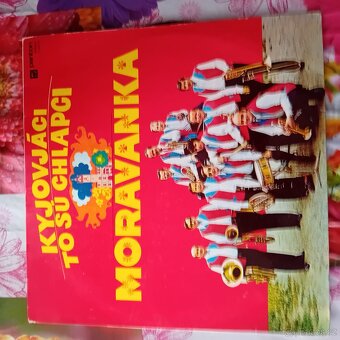 KYJOVJÁCI
TO SÚ CHLAPCI
MORAVANKA